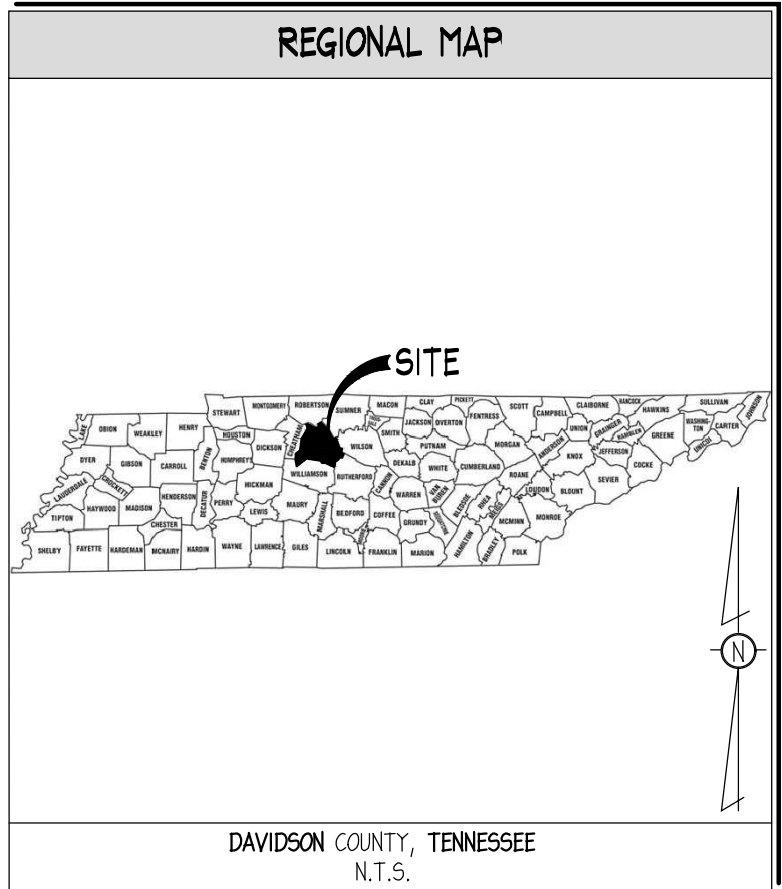 REGIONAL MAP
SITE
STEWART MONTGOMERY ROBERTSON SUMNER MACON CLAY PICKETT FENTRESS SCOTT CAMPBELL CLAIBORNE HANCOCK HAWKINS SULLIVAN JOHNSON
LAKE OBION WEAKLEY HENRY HOUSTON DICKSON CHEATHAM WILSON SMITH JACKSON OVERTON PUTNAM MORGAN ANDERSON UNION GRAINGER HAMBLEN GREENE WASHING-
TON CARTER UNICOI
DYER GIBSON CARROLL BENTON HUMPHREYS WILLIAMSON RUTHERFORD CANNON DEKALB WHITE CUMBERLAND ROANE KNOX JEFFERSON SEVIER COCKE
LAUDERDALE CROCKETT HAYWOOD MADISON HENDERSON DECATUR PERRY HICKMAN LEWIS MAURY MARSHALL BEDFORD COFFEE WARREN VAN
BUREN BLEDSOE RHEA MEIGS LOUDON BLOUNT
TIPTON CHESTER GRUNDY MCMINN MONROE
SHELBY FAYETTE HARDEMAN MCNAIRY HARDIN WAYNE LAWRENCE GILES LINCOLN FRANKLIN MARION HAMILTON BRADLEY POLK
N
DAVIDSON COUNTY, TENNESSEE
N.T.S.